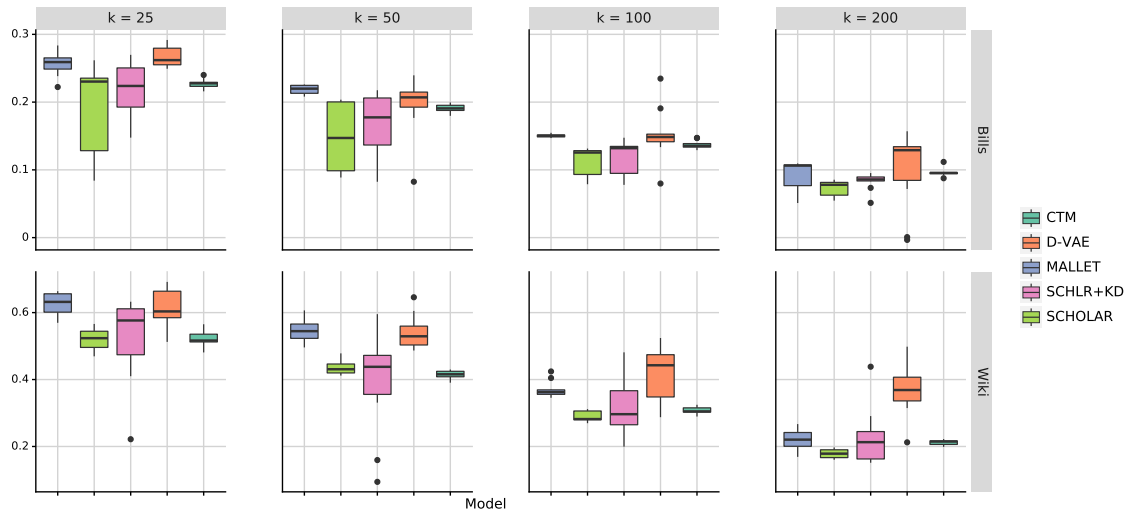 k = 25
k = 50
k = 100
k = 200
0.3
0.2
0.1
0
Bills
0.6
0.4
0.2
Wiki
Model
CTM
D-VAE
MALLET
SCHLR+KD
SCHOLAR